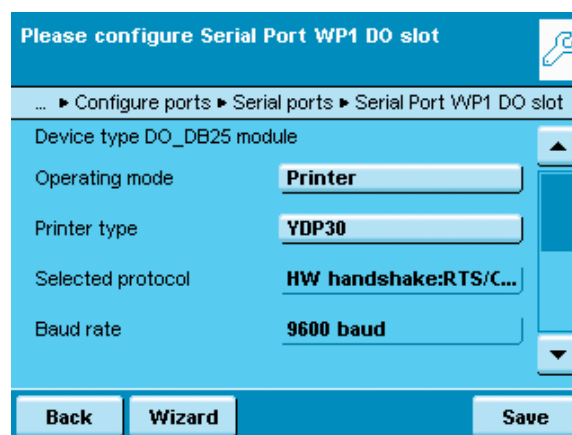 Please configure Serial Port WP1 DO slot
... ▸ Configure ports ▸ Serial ports ▸ Serial Port WP1 DO slot
Device type DO_DB25 module
Operating mode Printer
Printer type YDP30
Selected protocol HW handshake:RTS/C...
Baud rate 9600 baud
Back Wizard Save